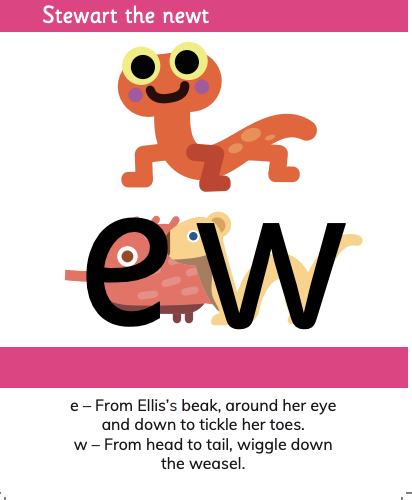 Stewart the newt
ew
e – From Ellis's beak, around her eye
and down to tickle her toes.
w – From head to tail, wiggle down
the weasel.